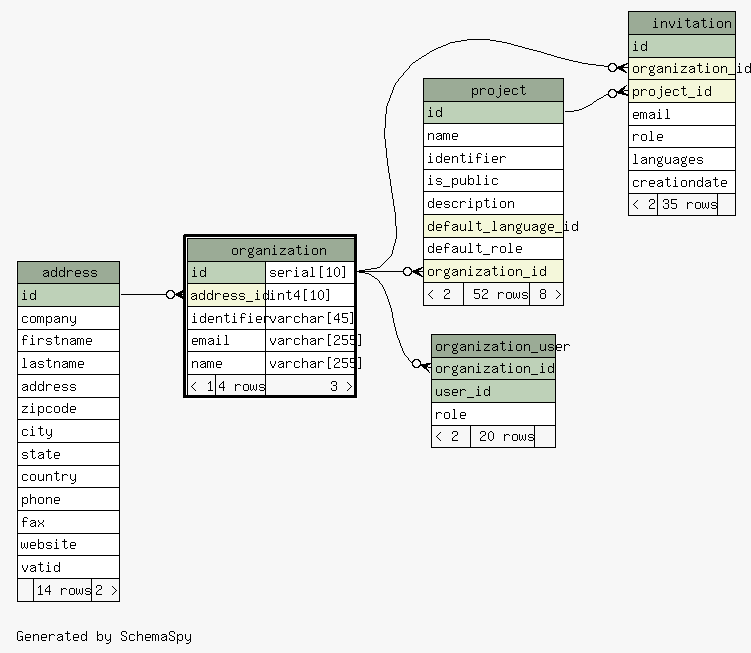 invitation
id
organization_id
project_id
email
role
languages
creationdate
< 2 35 rows
project
id
name
identifier
is_public
description
default_language_id
default_role
organization_id
< 2 52 rows 8 >
organization
id serial[10]
address_id int4[10]
identifier varchar[45]
email varchar[255]
name varchar[255]
< 1 4 rows 3 >
address
id
company
firstname
lastname
address
zipcode
city
state
country
phone
fax
website
vatid
14 rows 2 >
organization_user
organization_id
user_id
role
< 2 20 rows
Generated by SchemaSpy